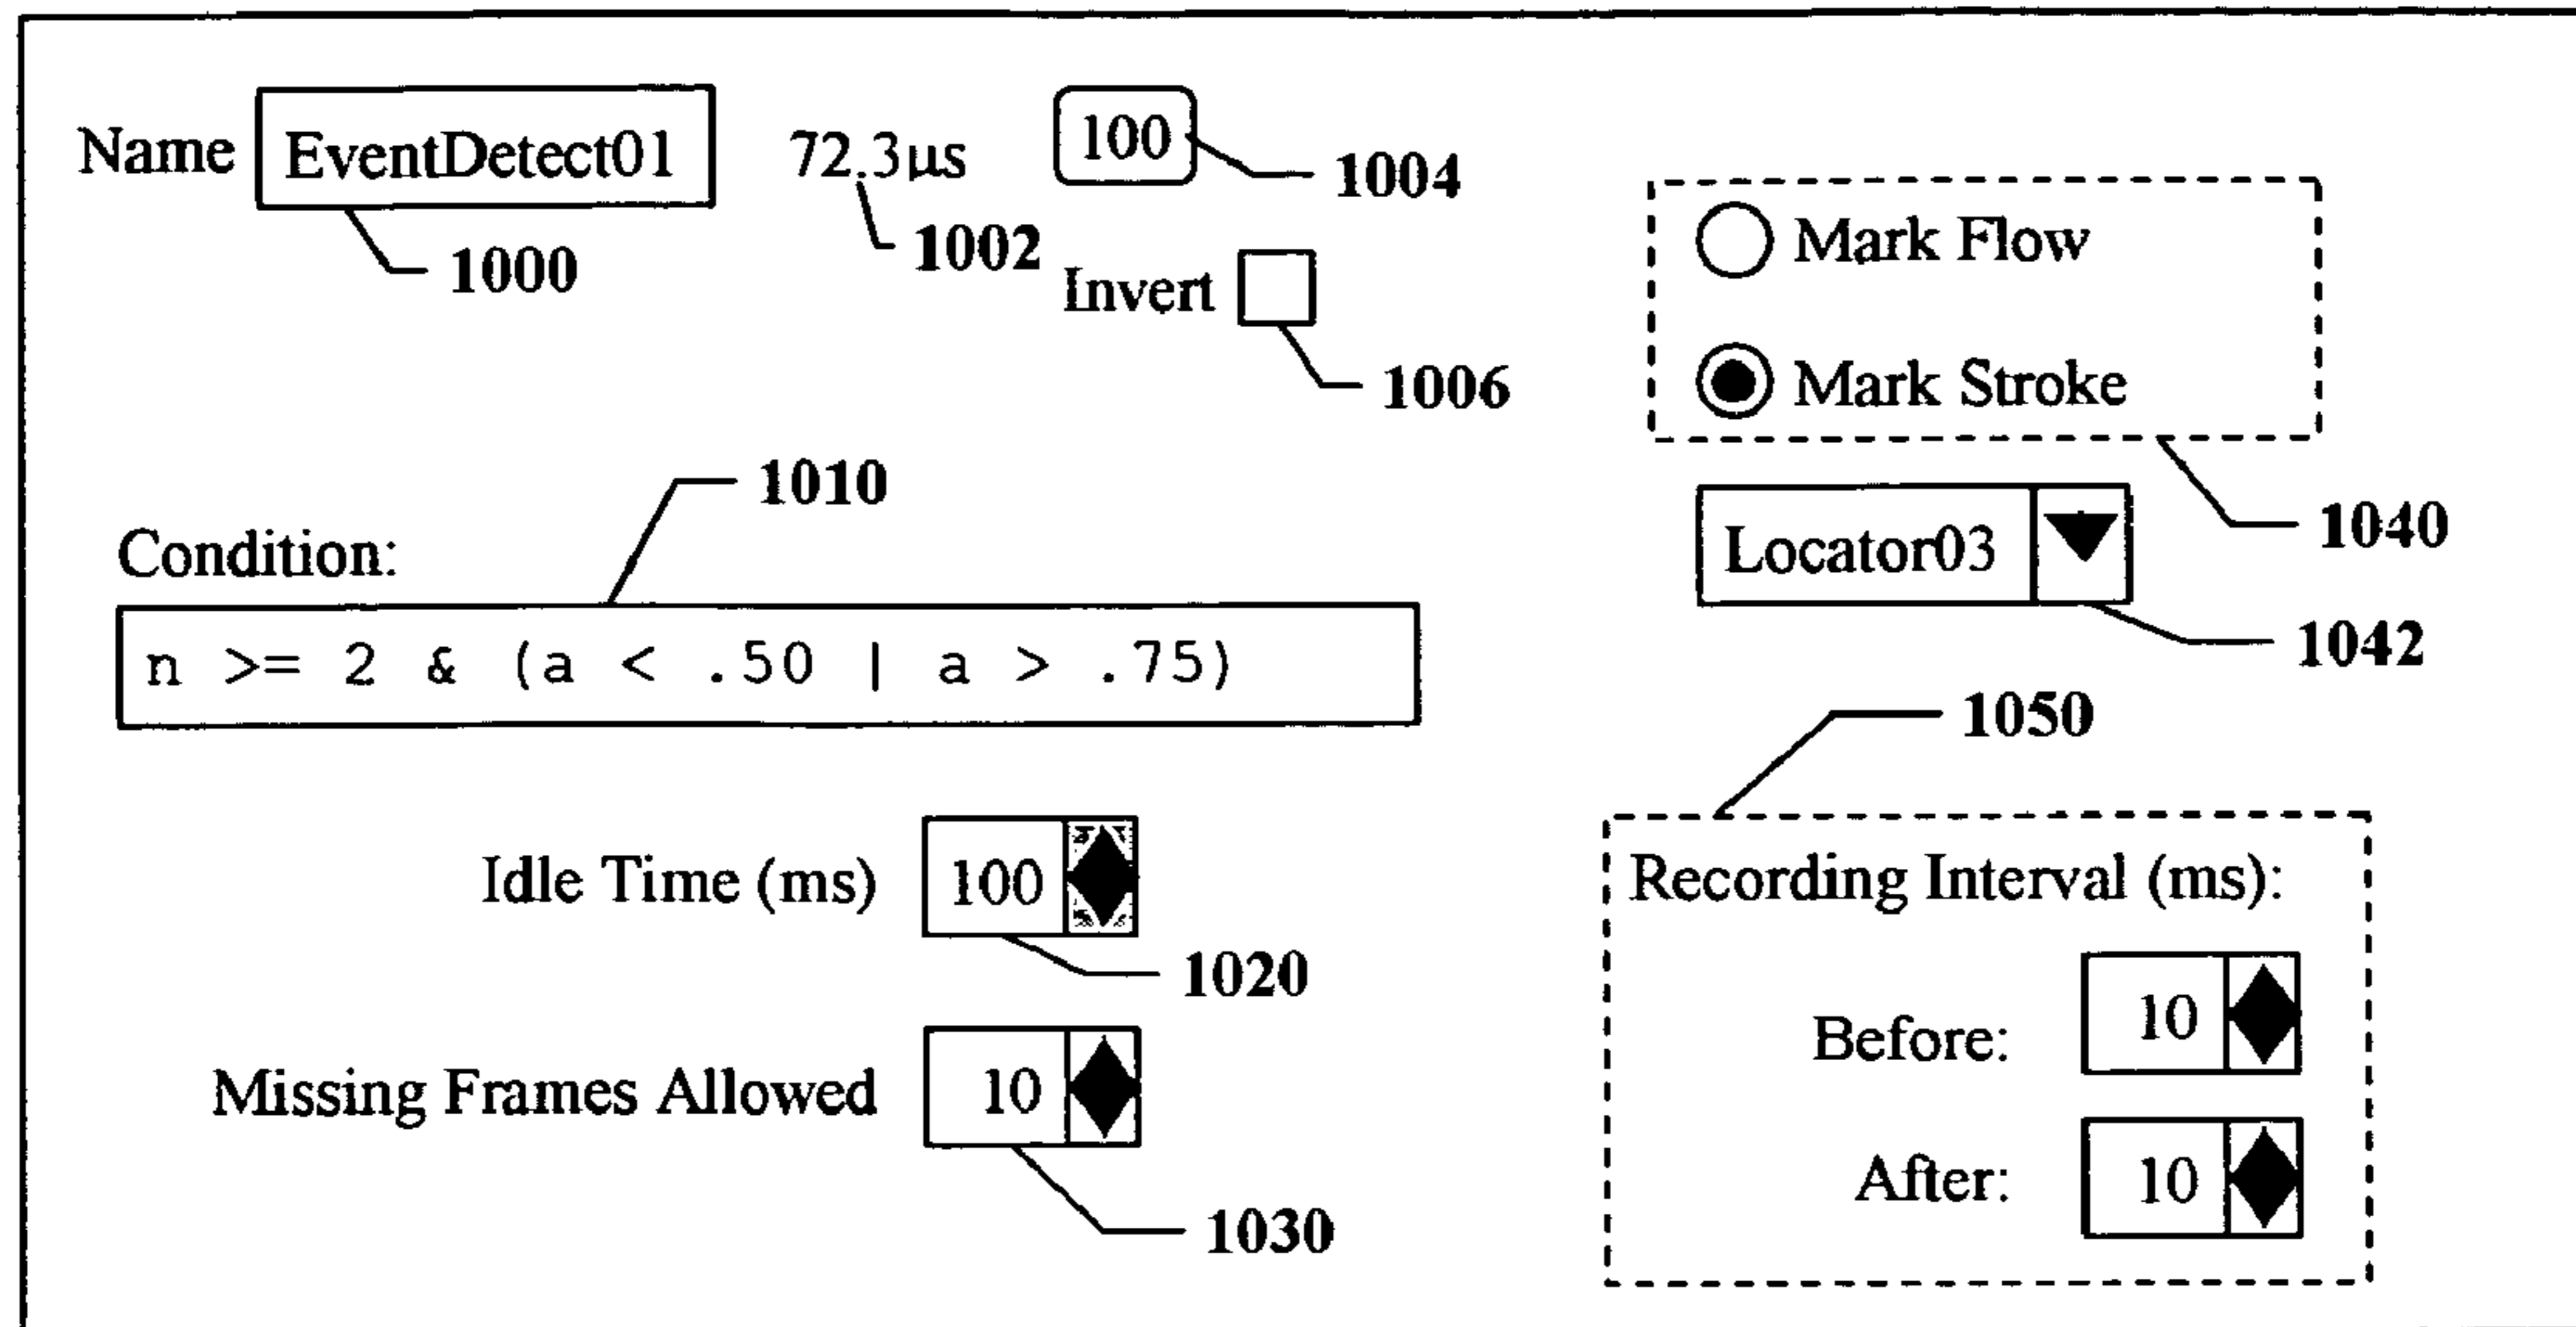 Name EventDetect01 72.3µs 100 1004
1000 1002
Invert
1006
Mark Flow
Mark Stroke
1040
Locator03
1042
1010
Condition:
n >= 2 & (a < .50 | a > .75)
Idle Time (ms) 100
1020
Missing Frames Allowed 10
1030
1050
Recording Interval (ms):
Before: 10
After: 10